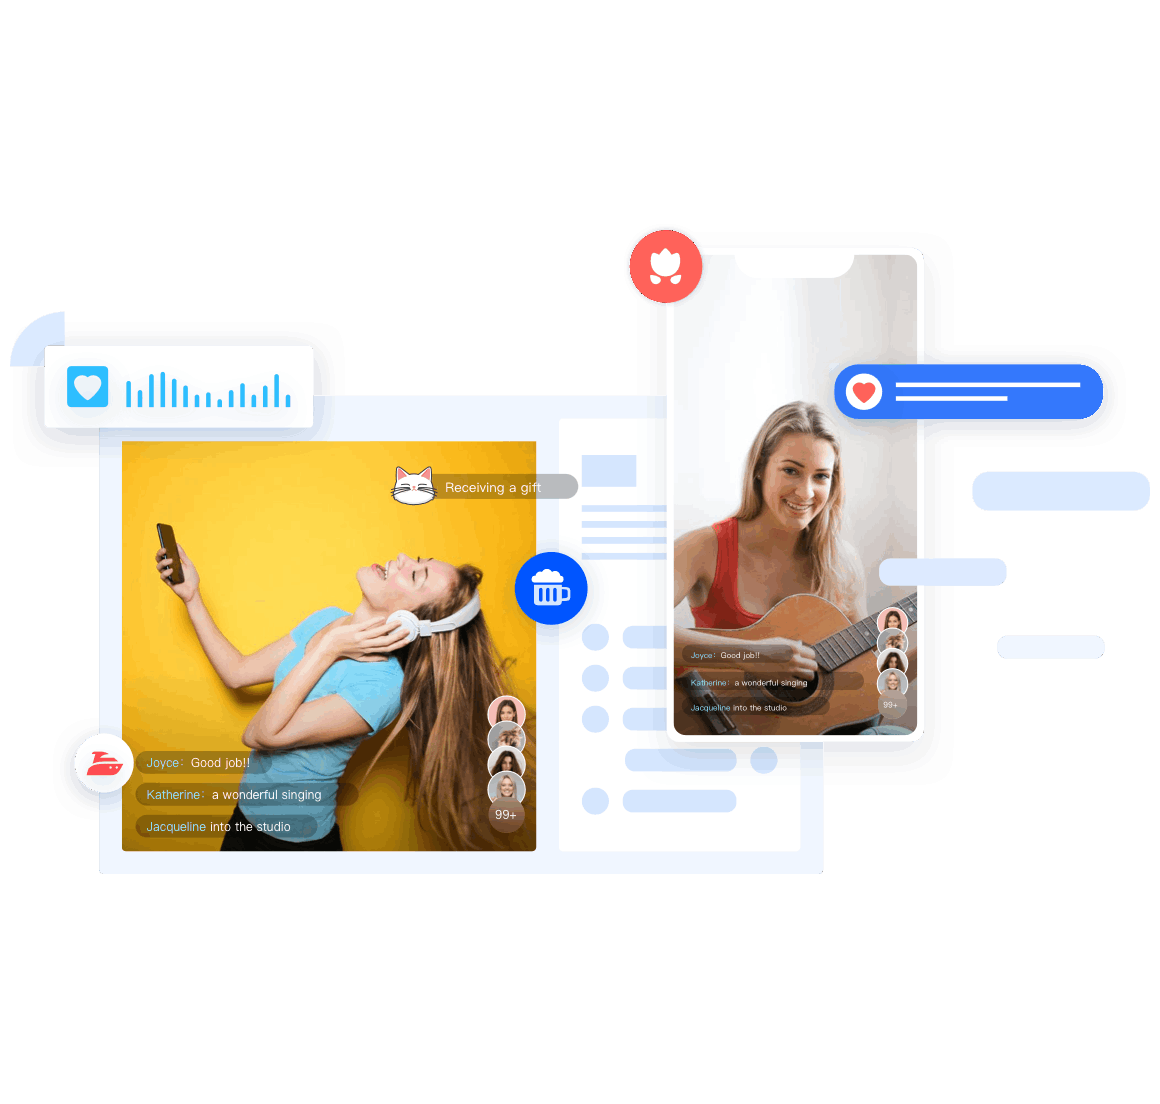 Receiving a gift
Joyce: Good job!!
Katherine: a wonderful singing
Jacqueline into the studio
99+
Joyce: Good job!!
Katherine: a wonderful singing
Jacqueline into the studio
99+